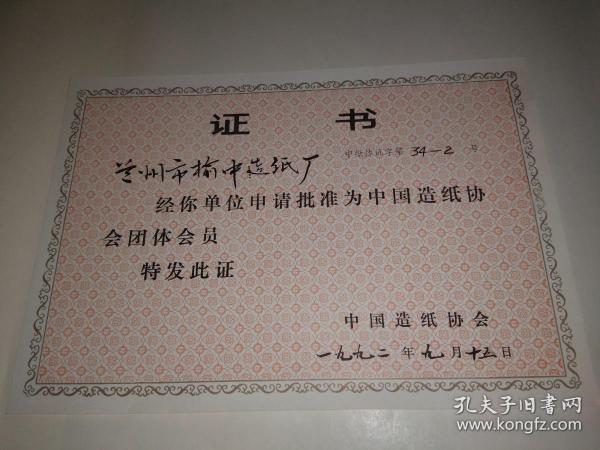 证 书
中纸协证字第 34-2 号
兰州市榆中造纸厂
经你单位申请批准为中国造纸协
会团体会员
特发此证
中国造纸协会
一九九二年九月十五日
孔夫子旧书网
www.kongfz.com